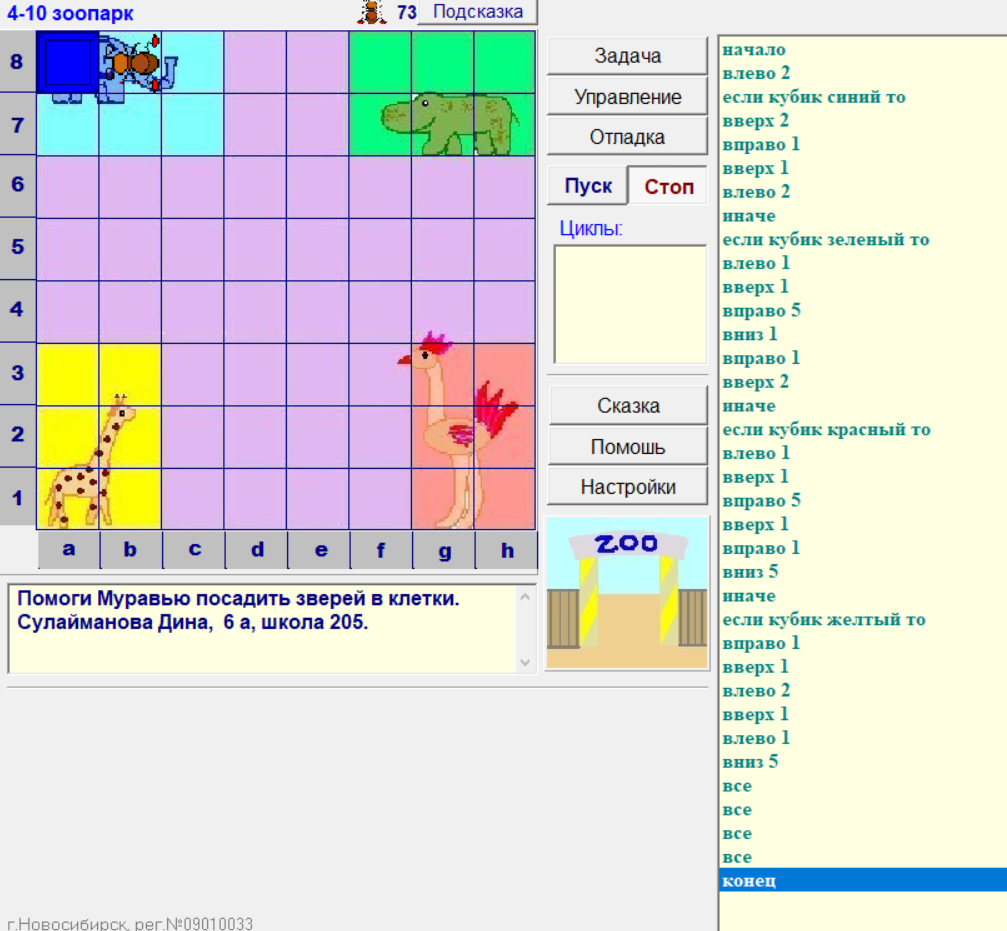 4-10 зоопарк
73 Подсказка
8
7
6
5
4
3
2
1
a b c d e f g h
Помоги Муравью посадить зверей в клетки.
Сулайманова Дина, 6 а, школа 205.
г.Новосибирск, рег.№09010033
Задача
Управление
Отладка
Пуск Стоп
Циклы:
Сказка
Помошь
Настройки
ZOO
начало
влево 2
если кубик синий то
вверх 2
вправо 1
вверх 1
влево 2
иначе
если кубик зеленый то
влево 1
вверх 1
вправо 5
вниз 1
вправо 1
вверх 2
иначе
если кубик красный то
влево 1
вверх 1
вправо 5
вверх 1
вправо 1
вниз 5
иначе
если кубик желтый то
вправо 1
вверх 1
влево 2
вверх 1
влево 1
вниз 5
все
все
все
все
конец